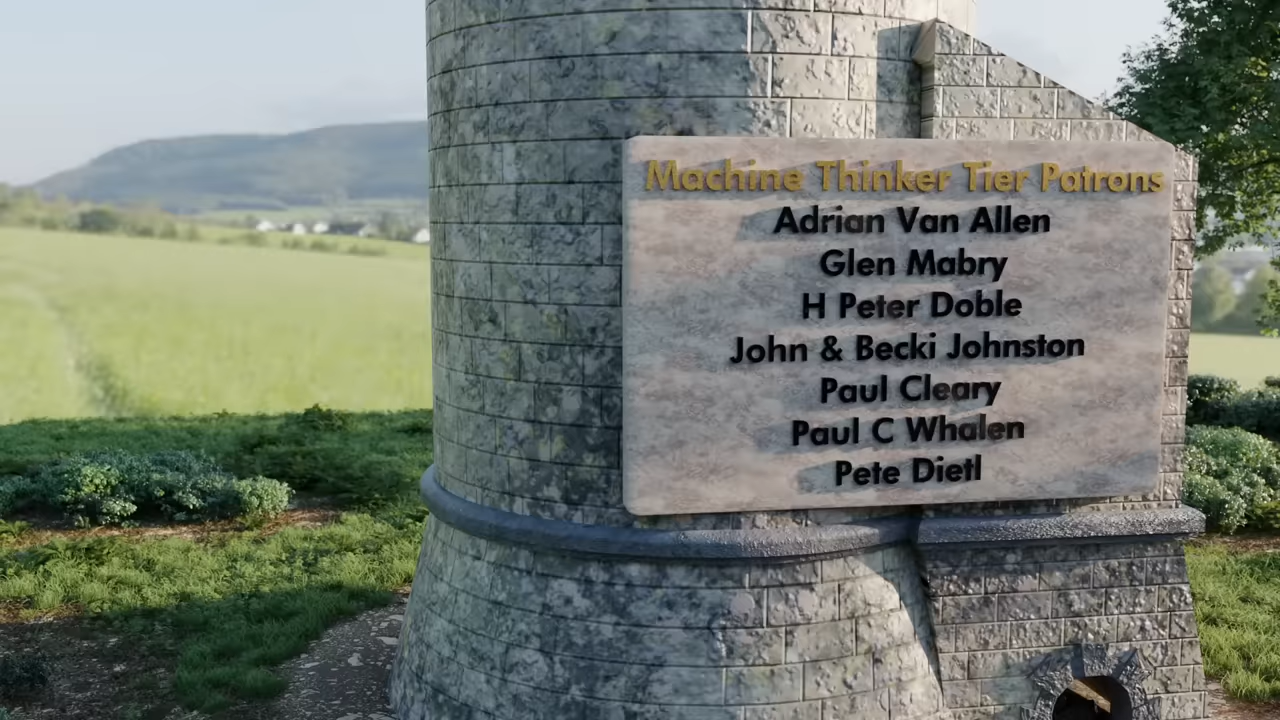 Machine Thinker Tier Patrons
Adrian Van Allen
Glen Mabry
H Peter Doble
John & Becki Johnston
Paul Cleary
Paul C Whalen
Pete Dietl